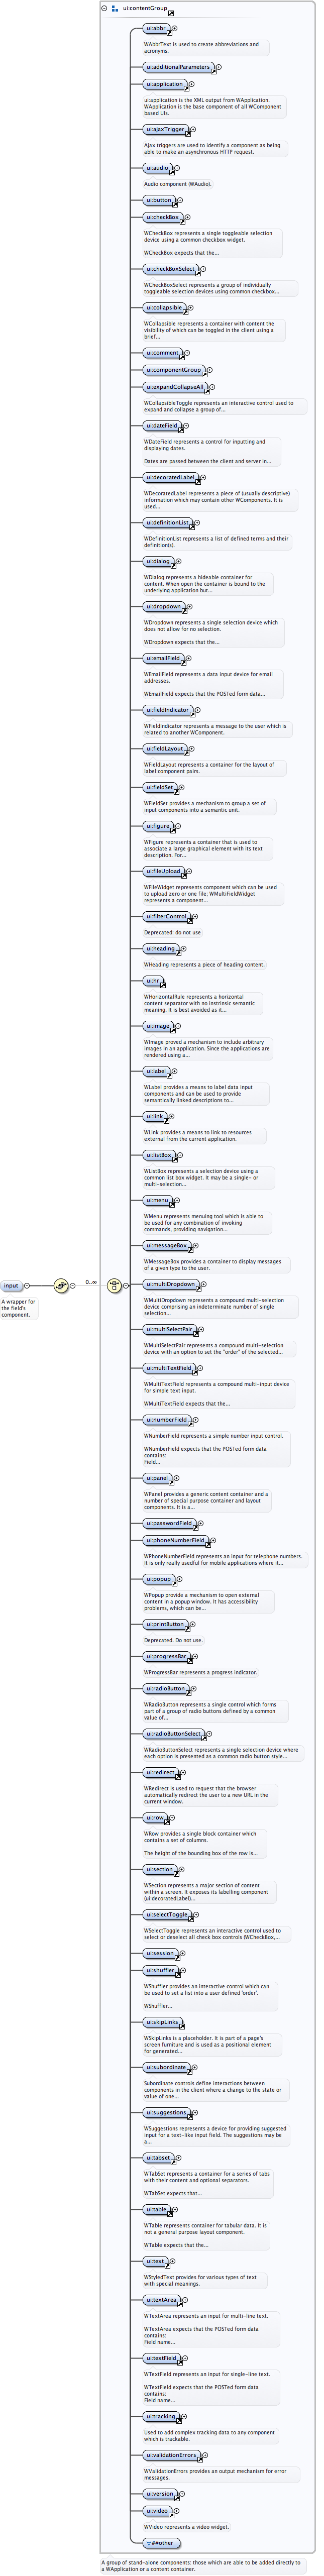 ui:contentGroup
ui:abbr
WAbbrText is used to create abbreviations and
acronyms.
ui:additionalParameters
ui:application
ui:application is the XML output from WApplication.
WApplication is the base component of all WComponent
based UIs.
ui:ajaxTrigger
Ajax triggers are used to identify a component as being
able to make an asynchronous HTTP request.
ui:audio
Audio component (WAudio).
ui:button
ui:checkBox
WCheckBox represents a single toggleable selection
device using a common checkbox widget.
WCheckBox expects that the...
ui:checkBoxSelect
WCheckBoxSelect represents a group of individually
toggleable selection devices using common checkbox...
ui:collapsible
WCollapsible represents a container with content the
visibility of which can be toggled in the client using a
brief...
ui:comment
ui:componentGroup
ui:expandCollapseAll
WCollapsibleToggle represents an interactive control used to
expand and collapse a group of...
ui:dateField
WDateField represents a control for inputting and
displaying dates.
Dates are passed between the client and server in...
ui:decoratedLabel
WDecoratedLabel represents a piece of (usually descriptive)
information which may contain other WComponents. It is
used...
ui:definitionList
WDefinitionList represents a list of defined terms and their
definition(s).
ui:dialog
WDialog represents a hideable container for
content. When open the container is bound to the
underlying application but...
ui:dropdown
WDropdown represents a single selection device which
does not allow for no selection.
WDropdown expects that the...
ui:emailField
WEmailField represents a data input device for email
addresses.
WEmailField expects that the POSTed form data...
ui:fieldIndicator
WFieldIndicator represents a message to the user which is
related to another WComponent.
ui:fieldLayout
WFieldLayout represents a container for the layout of
label:component pairs.
ui:fieldSet
WFieldSet provides a mechanism to group a set of
input components into a semantic unit.
ui:figure
WFigure represents a container that is used to
associate a large graphical element with its text
description. For...
ui:fileUpload
WFileWidget represents component which can be used
to upload zero or one file; WMultiFileWidget
represents a component...
ui:filterControl
Deprecated: do not use
ui:heading
WHeading represents a piece of heading content.
ui:hr
WHorizontalRule represents a horizontal
content separator with no instrinsic semantic
meaning. It is best avoided as it...
ui:image
WImage proved a mechanism to include arbitrary
images in an application. Since the applications are
rendered using a...
ui:label
WLabel provides a means to label data input
components and can be used to provide
semantically linked descriptions to...
ui:link
WLink provides a means to link to resources
external from the current application.
ui:listBox
WListBox represents a selection device using a
common list box widget. It may be a single- or
multi-selection...
ui:menu
WMenu represents menuing tool which is able to
be used for any combination of invoking
commands, providing navigation...
ui:messageBox
WMessageBox provides a container to display messages
of a given type to the user.
input
0..∞
ui:multiDropdown
A wrapper for
the field's
component.
WMultiDropdown represents a compound multi-selection
device comprising an indeterminate number of single
selection...
ui:multiSelectPair
WMultiSelectPair represents a compound multi-selection
device with an option to set the "order" of the selected...
ui:multiTextField
WMultiTextField represents a compound multi-input device
for simple text input.
WMultiTextField expects that the...
ui:numberField
WNumberField represents a simple number input control.
WNumberField expects that the POSTed form data
contains:
Field...
ui:panel
WPanel provides a generic content container and a
number of special purpose container and layout
components. It is a...
ui:passwordField
ui:phoneNumberField
WPhoneNumberField represents an input for telephone numbers.
It is only really usedful for mobile applications where it...
ui:popup
WPopup provide a mechanism to open external
content in a popup window. It has accessibility
problems, which can be...
ui:printButton
Deprecated. Do not use.
ui:progressBar
WProgressBar represents a progress indicator.
ui:radioButton
WRadioButton represents a single control which forms
part of a group of radio buttons defined by a common
value of...
ui:radioButtonSelect
WRadioButtonSelect represents a single selection device where
each option is presented as a common radio button style...
ui:redirect
WRedirect is used to request that the browser
automatically redirect the user to a new URL in the
current window.
ui:row
WRow provides a single block container which
contains a set of columns.
The height of the bounding box of the row is...
ui:section
WSection represents a major section of content
within a screen. It exposes its labelling component
(ui:decoratedLabel)...
ui:selectToggle
WSelectToggle represents an interactive control used to
select or deselect all check box controls (WCheckBox,...
ui:session
ui:shuffler
WShuffler provides an interactive control which can
be used to set a list into a user defined 'order'.
WShuffler...
ui:skipLinks
WSkipLinks is a placeholder. It is part of a page's
screen furniture and is used as a positional element
for generated...
ui:subordinate
Subordinate controls define interactions between
components in the client where a change to the state or
value of one...
ui:suggestions
WSuggestions represents a device for providing suggested
input for a text-like input field. The suggestions may be
a...
ui:tabset
WTabSet represents a container for a series of tabs
with their content and optional separators.
WTabSet expects that...
ui:table
WTable represents container for tabular data. It is
not a general purpose layout component.
WTable expects that the...
ui:text
WStyledText provides for various types of text
with special meanings.
ui:textArea
WTextArea represents an input for multi-line text.
WTextArea expects that the POSTed form data
contains:
Field name...
ui:textField
WTextField represents an input for single-line text.
WTextField expects that the POSTed form data
contains:
Field name...
ui:tracking
Used to add complex tracking data to any component
which is trackable.
ui:validationErrors
WValidationErrors provides an output mechanism for error
messages.
ui:version
ui:video
WVideo represents a video widget.
##other
A group of stand-alone components: those which are able to be added directly to
a WApplication or a content container.